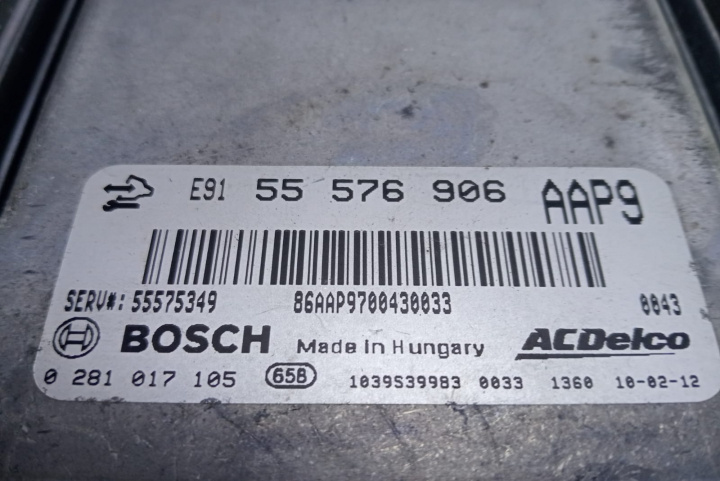 E91 55 576 906 AAP9
SERV#: 55575349 86AAP9700430033 0043
BOSCH Made in Hungary ACDelco
0 281 017 105 65B 1039S39983 0033 1360 10-02-12